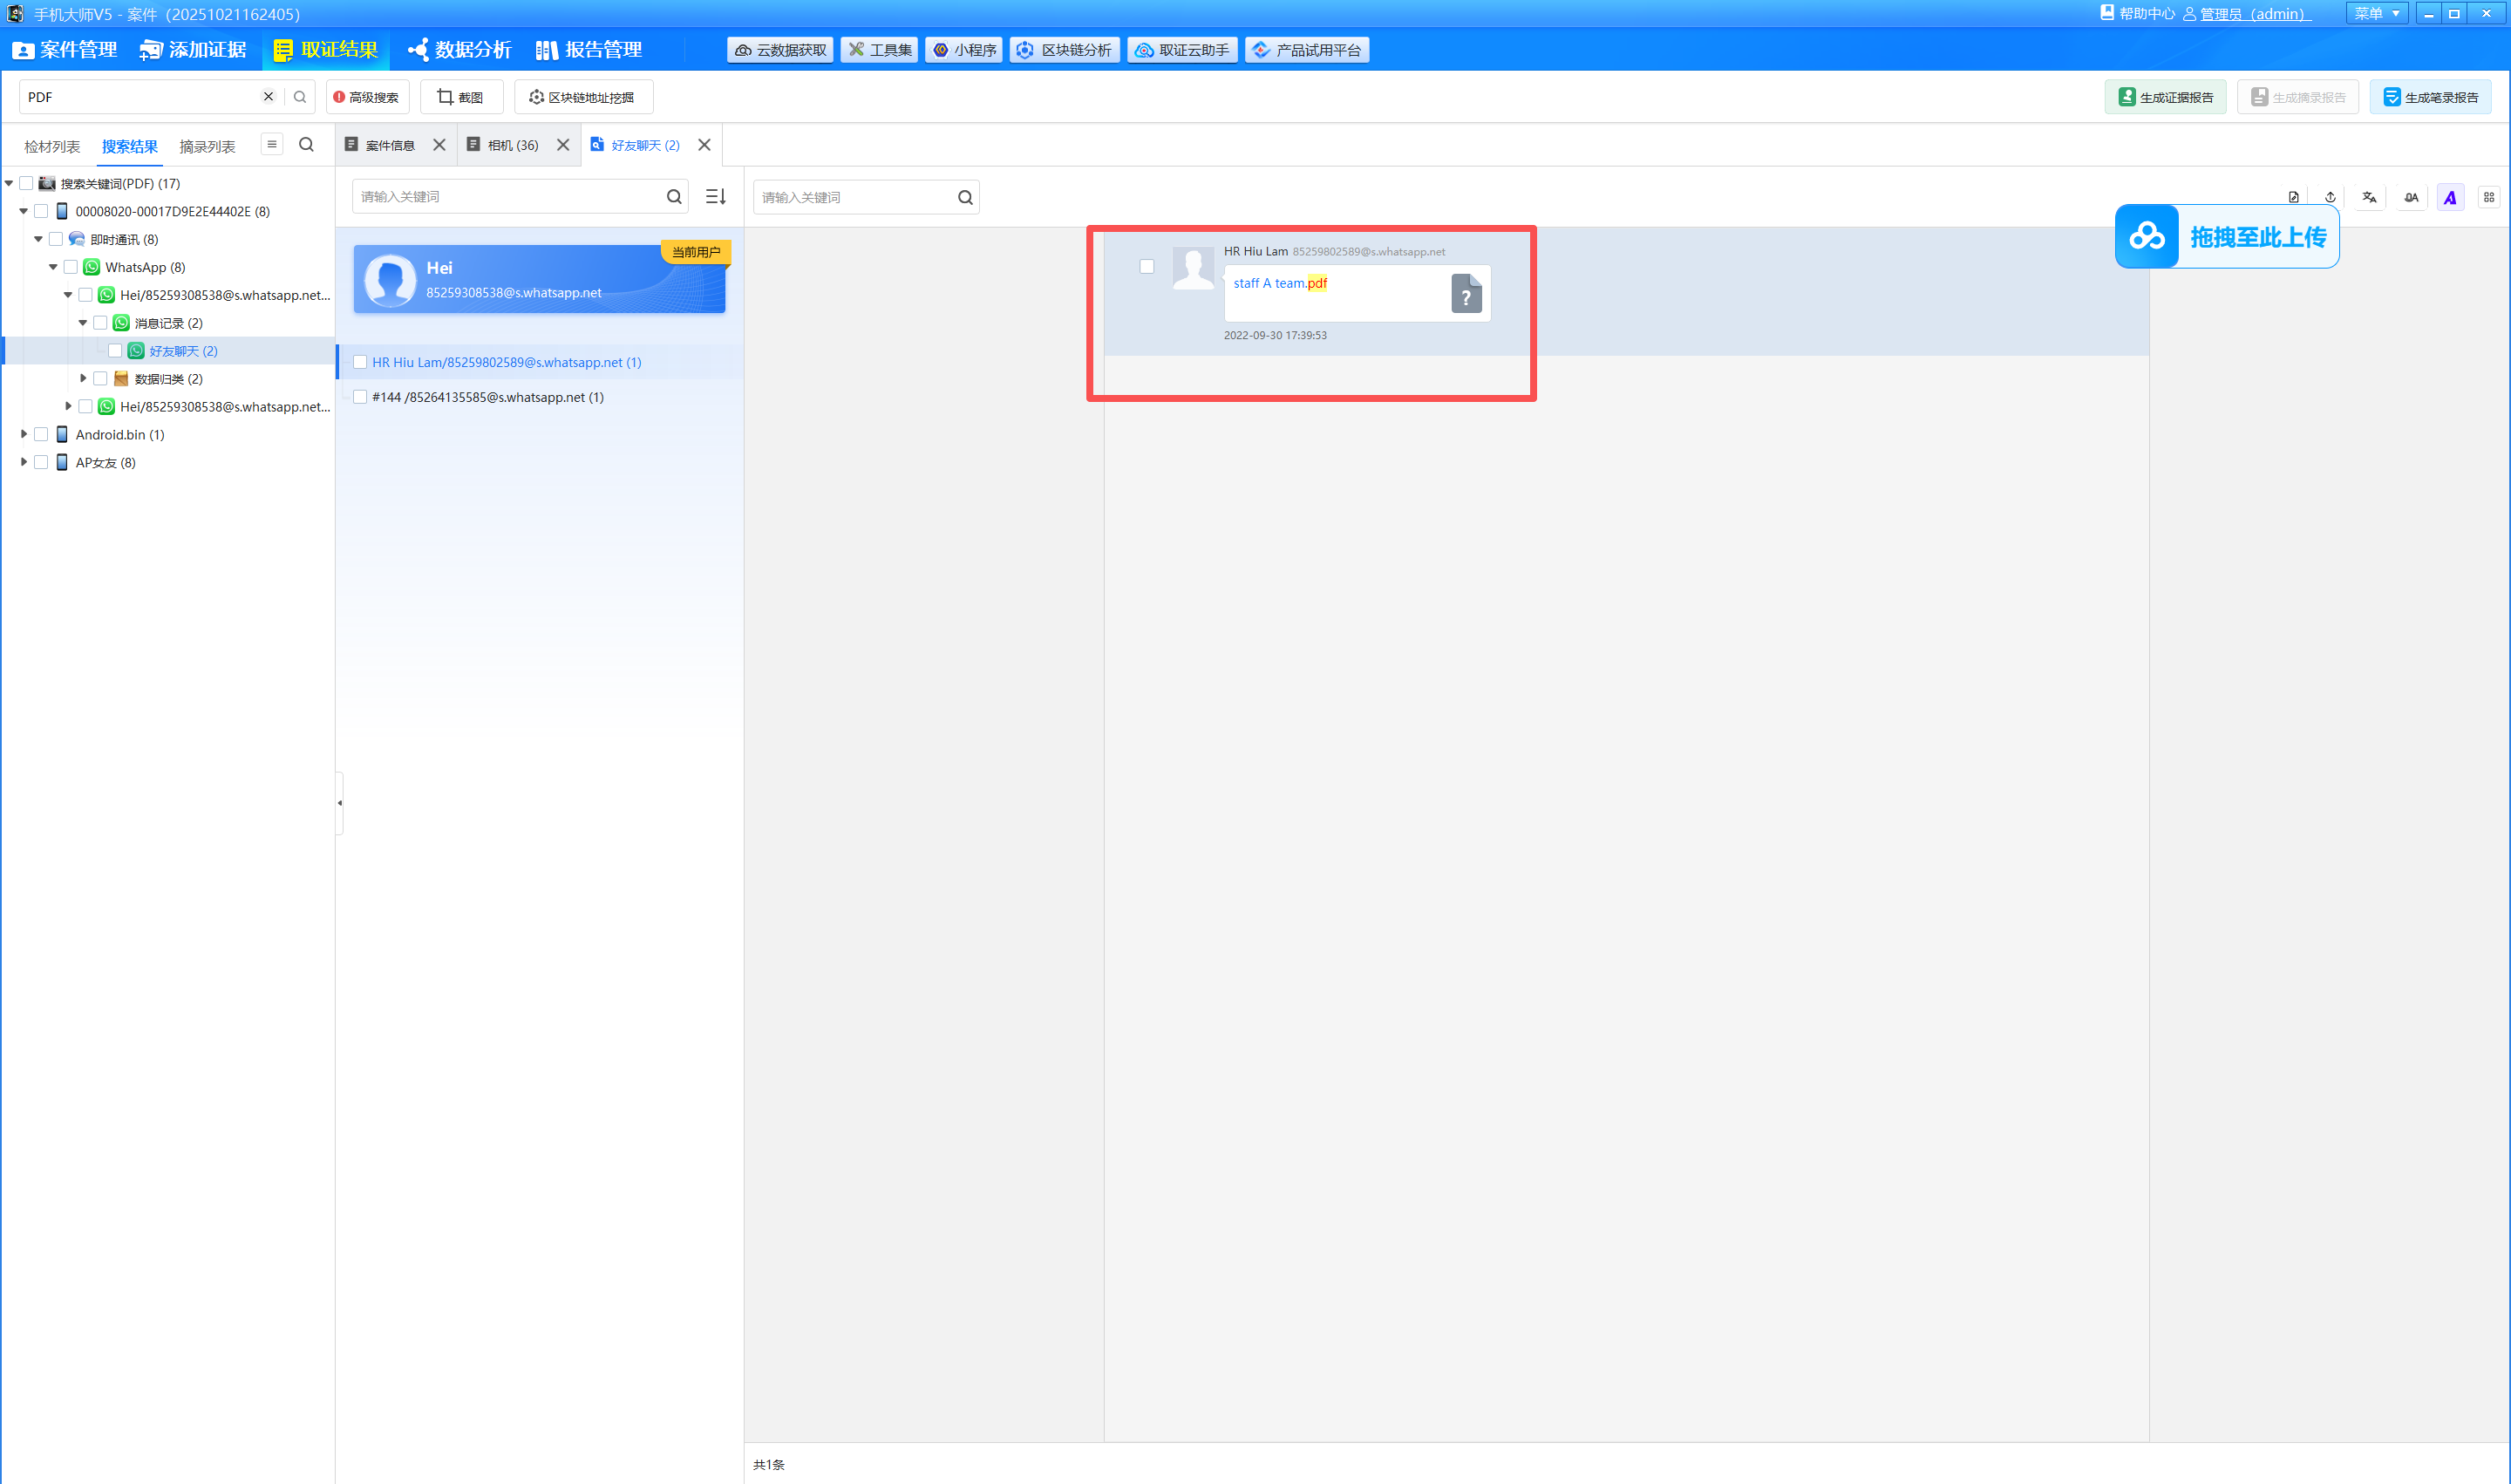 手机大师V5 - 案件（20251021162405）
帮助中心 管理员（admin） 菜单
案件管理 添加证据 取证结果 数据分析 报告管理 云数据获取 工具集 小程序 区块链分析 取证云助手 产品试用平台
PDF 高级搜索 截图 区块链地址挖掘 生成证据报告 生成摘录报告 生成笔录报告
检材列表 搜索结果 摘录列表
案件信息 相机 (36) 好友聊天 (2)
搜索关键词(PDF) (17)
00008020-00017D9E2E44402E (8)
即时通讯 (8)
WhatsApp (8)
Hei/85259308538@s.whatsapp.net...
消息记录 (2)
好友聊天 (2)
数据归类 (2)
Hei/85259308538@s.whatsapp.net...
Android.bin (1)
AP女友 (8)
请输入关键词
当前用户
Hei
85259308538@s.whatsapp.net
HR Hiu Lam/85259802589@s.whatsapp.net (1)
#144 /85264135585@s.whatsapp.net (1)
请输入关键词
拖拽至此上传
HR Hiu Lam 85259802589@s.whatsapp.net
staff A team.pdf
?
2022-09-30 17:39:53
共1条